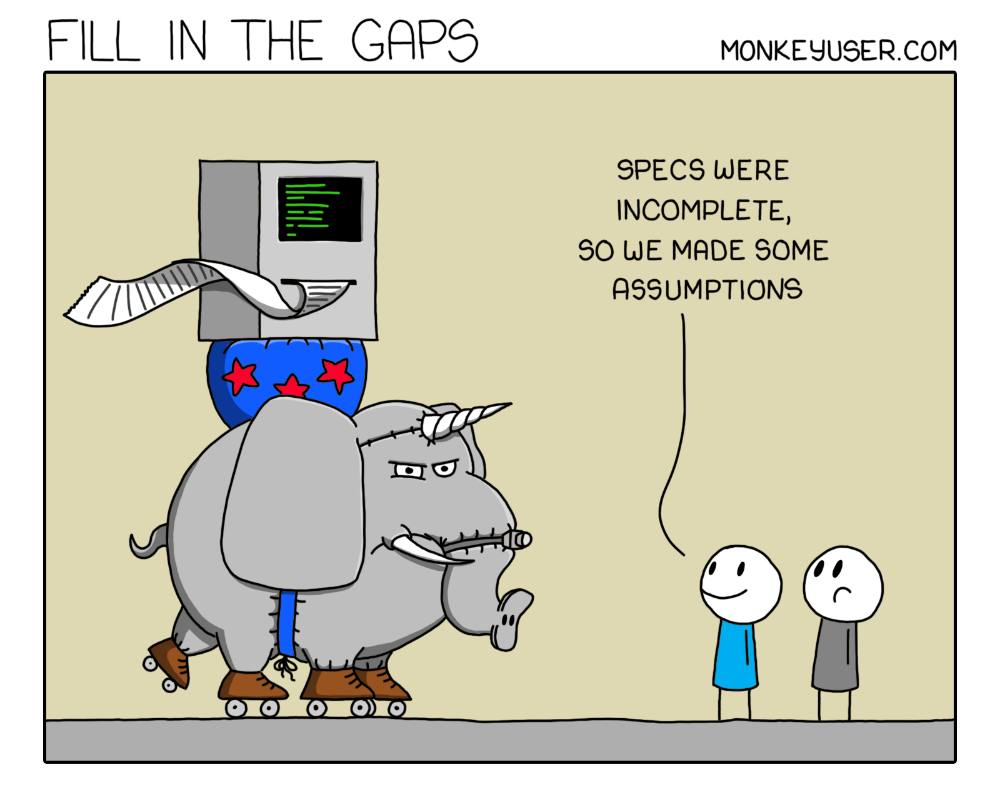 FILL IN THE GAPS
MONKEYUSER.COM
SPECS WERE
INCOMPLETE,
SO WE MADE SOME
ASSUMPTIONS